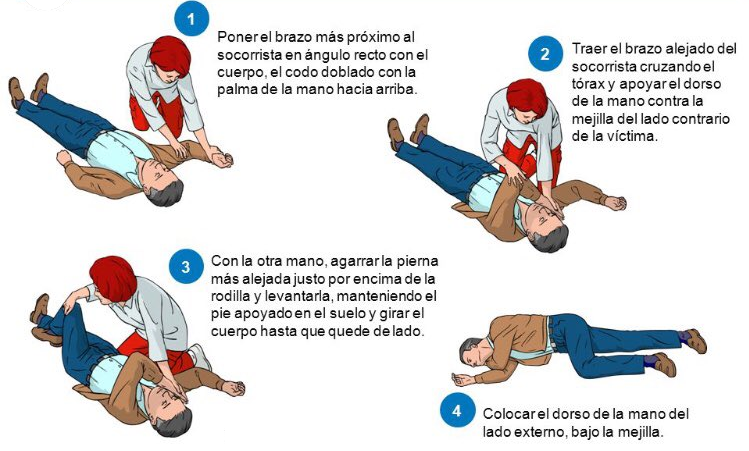 1
Poner el brazo más próximo al
socorrista en ángulo recto con el
cuerpo, el codo doblado con la
palma de la mano hacia arriba.
2
Traer el brazo alejado del
socorrista cruzando el
tórax y apoyar el dorso
de la mano contra la
mejilla del lado contrario
de la víctima.
3
Con la otra mano, agarrar la pierna
más alejada justo por encima de la
rodilla y levantarla, manteniendo el
pie apoyado en el suelo y girar el
cuerpo hasta que quede de lado.
4
Colocar el dorso de la mano del
lado externo, bajo la mejilla.